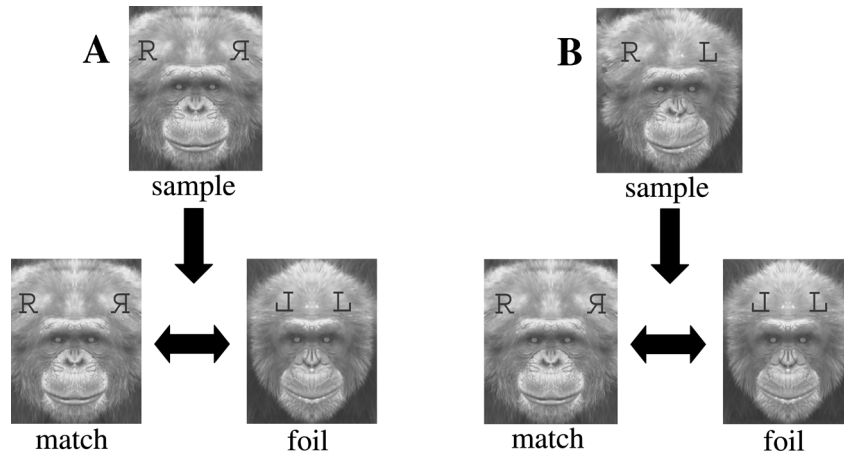 A
R Я
sample
R Я
⅃ L
match foil
B
R L
sample
R Я
⅃ L
match foil